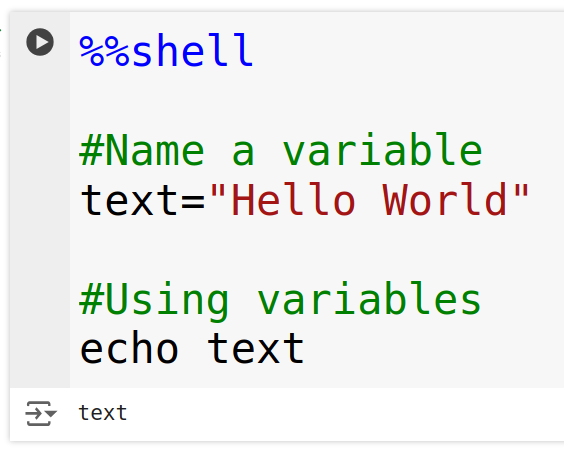 %%shell
#Name a variable
text="Hello World"
#Using variables
echo text
text